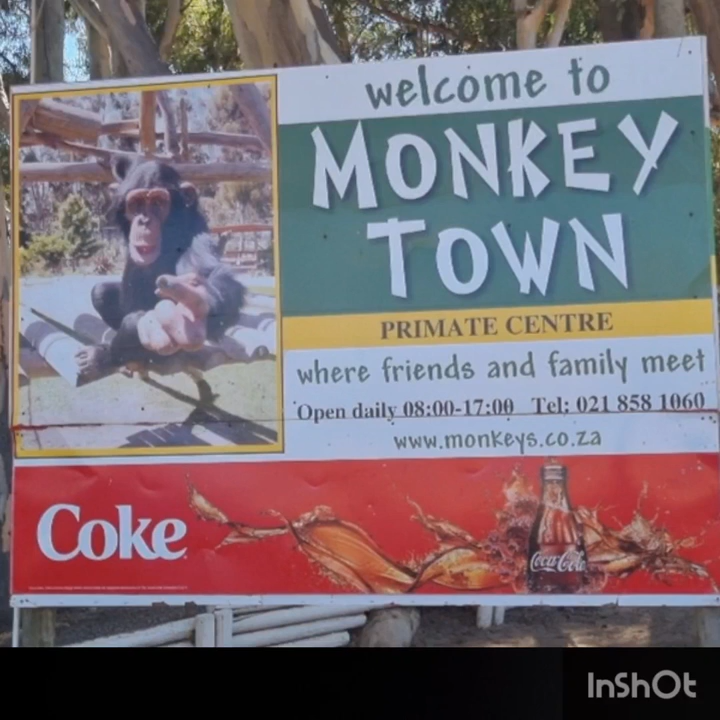 welcome to
MONKEY
TOWN
PRIMATE CENTRE
where friends and family meet
Open daily 08:00-17:00 Tel: 021 858 1060
www.monkeys.co.za
Coke
Coca-Cola
InShOt